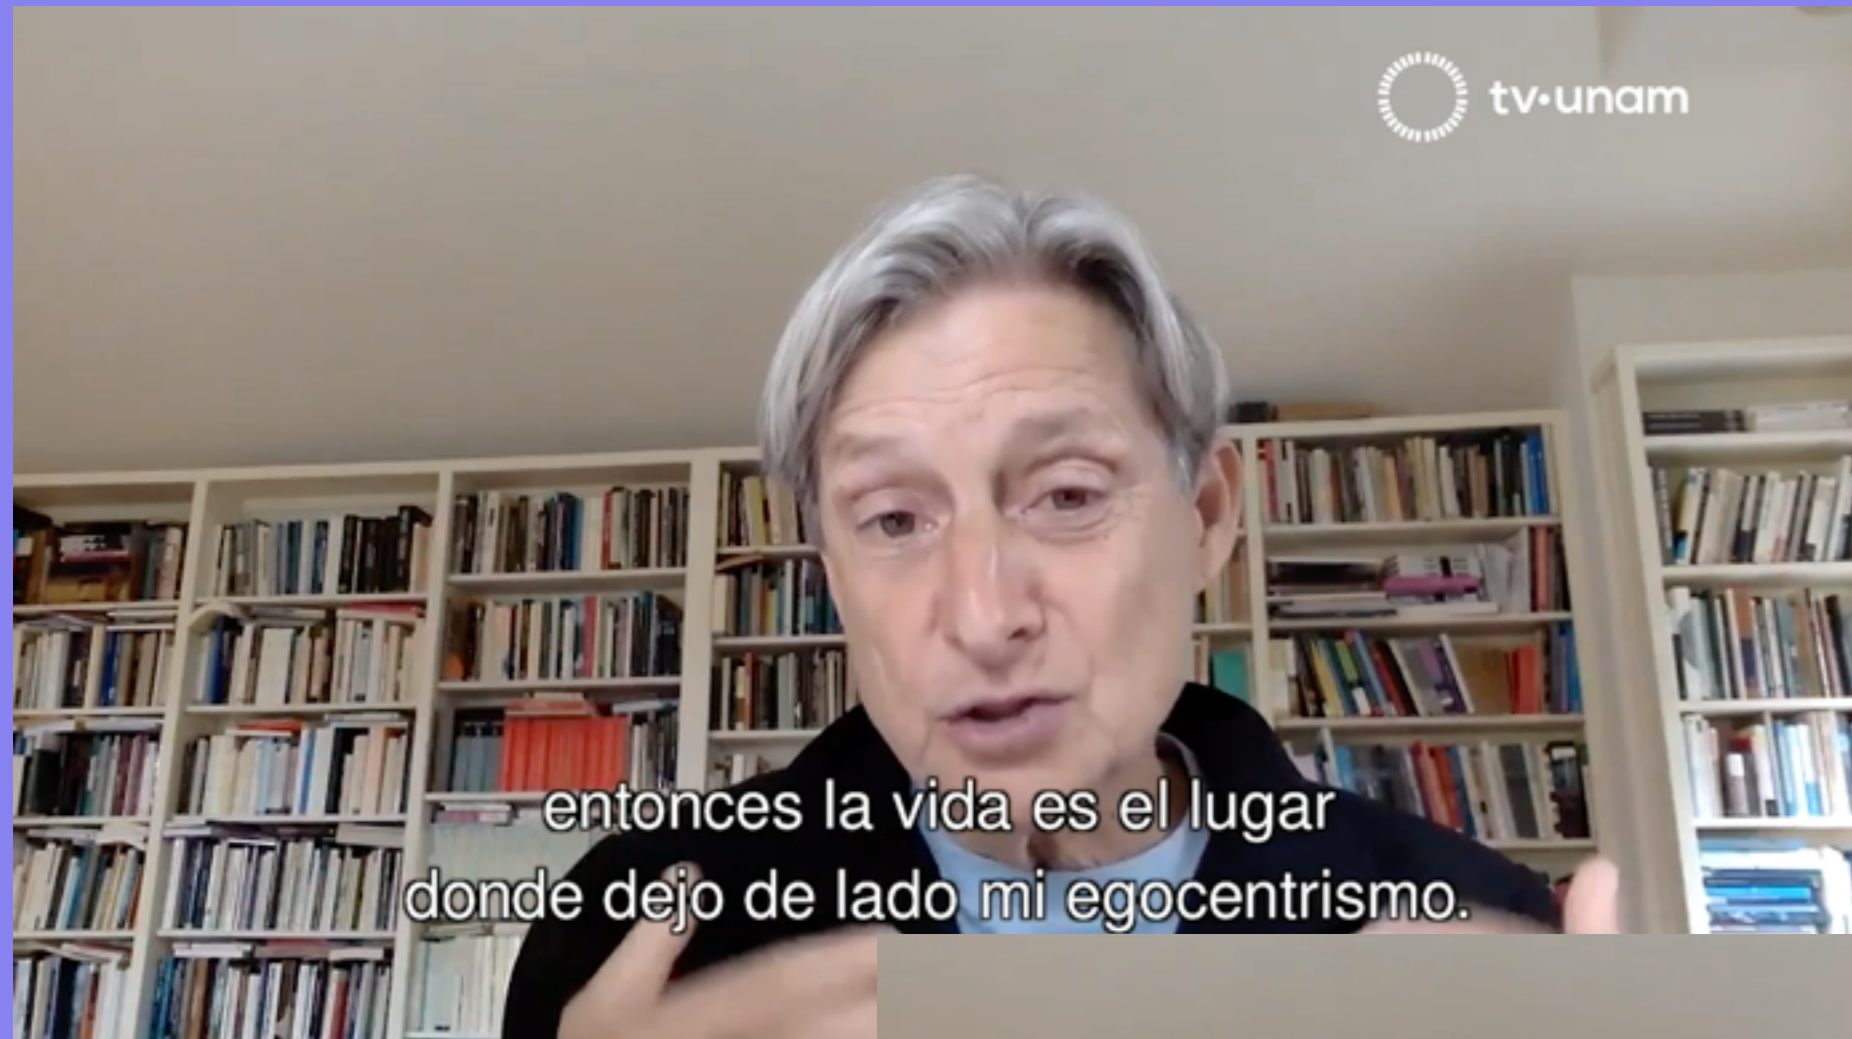 tv·unam
entonces la vida es el lugar
donde dejo de lado mi egocentrismo.